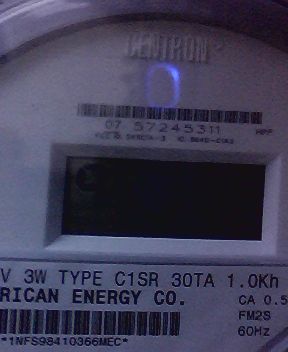 CENTRON
07 57245311
V 3W TYPE C1SR 30TA 1.0Kh
RICAN ENERGY CO.
CA 0.5
FM2S
60Hz
*1NFS98410366MEC*